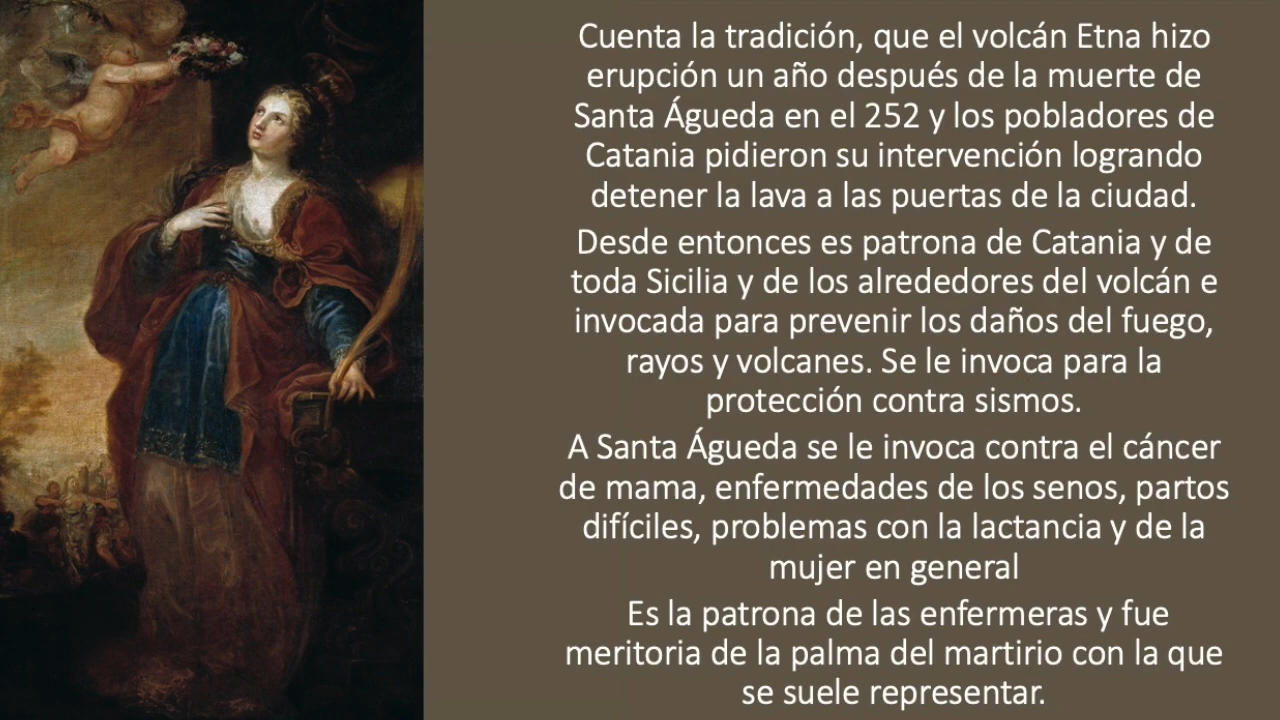 Cuenta la tradición, que el volcán Etna hizo
erupción un año después de la muerte de
Santa Águeda en el 252 y los pobladores de
Catania pidieron su intervención logrando
detener la lava a las puertas de la ciudad.
Desde entonces es patrona de Catania y de
toda Sicilia y de los alrededores del volcán e
invocada para prevenir los daños del fuego,
rayos y volcanes. Se le invoca para la
protección contra sismos.
A Santa Águeda se le invoca contra el cáncer
de mama, enfermedades de los senos, partos
difíciles, problemas con la lactancia y de la
mujer en general
Es la patrona de las enfermeras y fue
meritoria de la palma del martirio con la que
se suele representar.